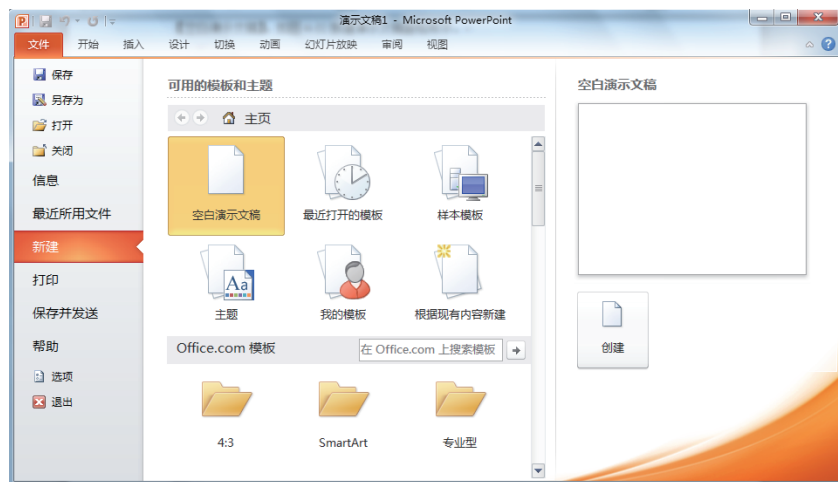 演示文稿1 - Microsoft PowerPoint
文件 开始 插入 设计 切换 动画 幻灯片放映 审阅 视图
保存
另存为
打开
关闭
信息
最近所用文件
新建
打印
保存并发送
帮助
选项
退出
可用的模板和主题
主页
空白演示文稿 最近打开的模板 样本模板
主题 我的模板 根据现有内容新建
Office.com 模板 在 Office.com 上搜索模板
4:3 SmartArt 专业型
空白演示文稿
创建